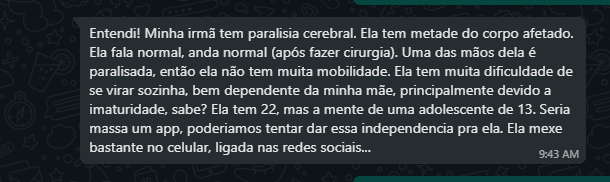 Entendi! Minha irmã tem paralisia cerebral. Ela tem metade do corpo afetado.
Ela fala normal, anda normal (após fazer cirurgia). Uma das mãos dela é
paralisada, então ela não tem muita mobilidade. Ela tem muita dificuldade de
se virar sozinha, bem dependente da minha mãe, principalmente devido a
imaturidade, sabe? Ela tem 22, mas a mente de uma adolescente de 13. Seria
massa um app, poderiamos tentar dar essa independencia pra ela. Ela mexe
bastante no celular, ligada nas redes sociais...
9:43 AM